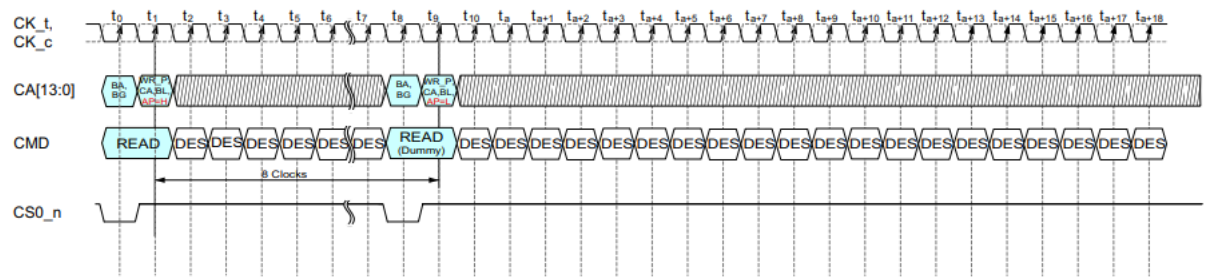 t0 t1 t2 t3 t4 t5 t6 t7 t8 t9 t10 ta ta+1 ta+2 ta+3 ta+4 ta+5 ta+6 ta+7 ta+8 ta+9 ta+10 ta+11 ta+12 ta+13 ta+14 ta+15 ta+16 ta+17 ta+18
CK_t,
CK_c
CA[13:0]
BA,
BG
WR_P,
CA,BL,
AP=H
BA,
BG
WR_P,
CA,BL,
AP=L
CMD
READ DES DES DES DES DES DES READ DES DES DES DES DES DES DES DES DES DES DES DES DES DES DES DES DES DES DES DES
(Dummy)
8 Clocks
CS0_n